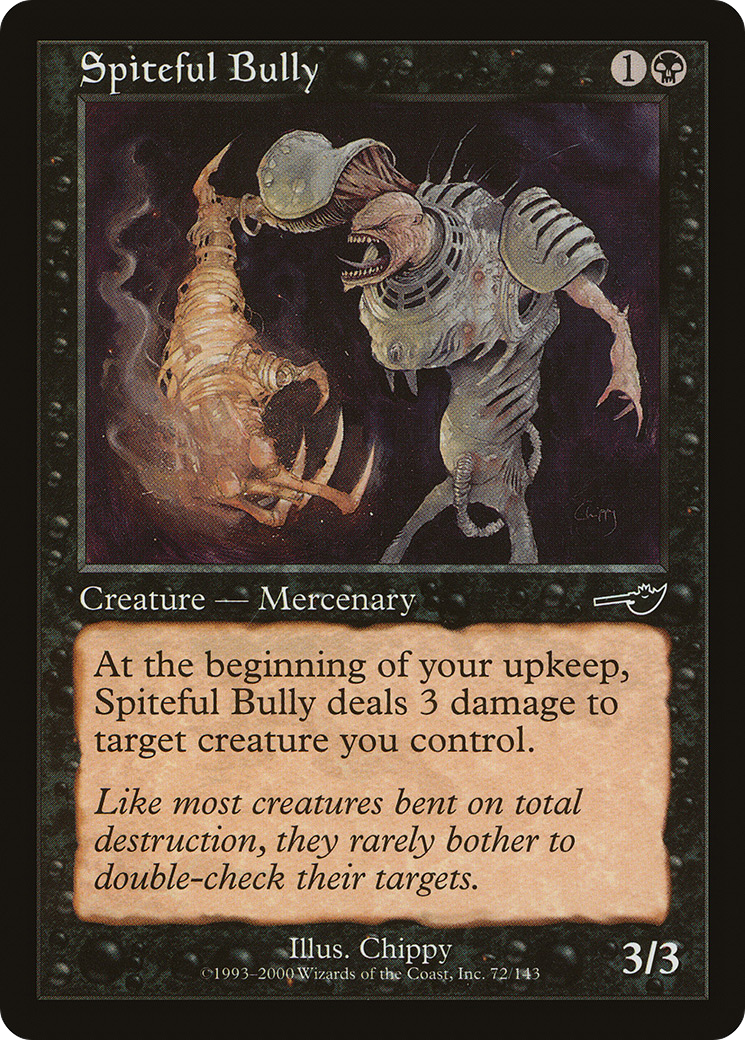 Spiteful Bully 1
Chippy
Creature — Mercenary
At the beginning of your upkeep,
Spiteful Bully deals 3 damage to
target creature you control.
Like most creatures bent on total
destruction, they rarely bother to
double-check their targets.
Illus. Chippy
©1993–2000 Wizards of the Coast, Inc. 72/143
3/3